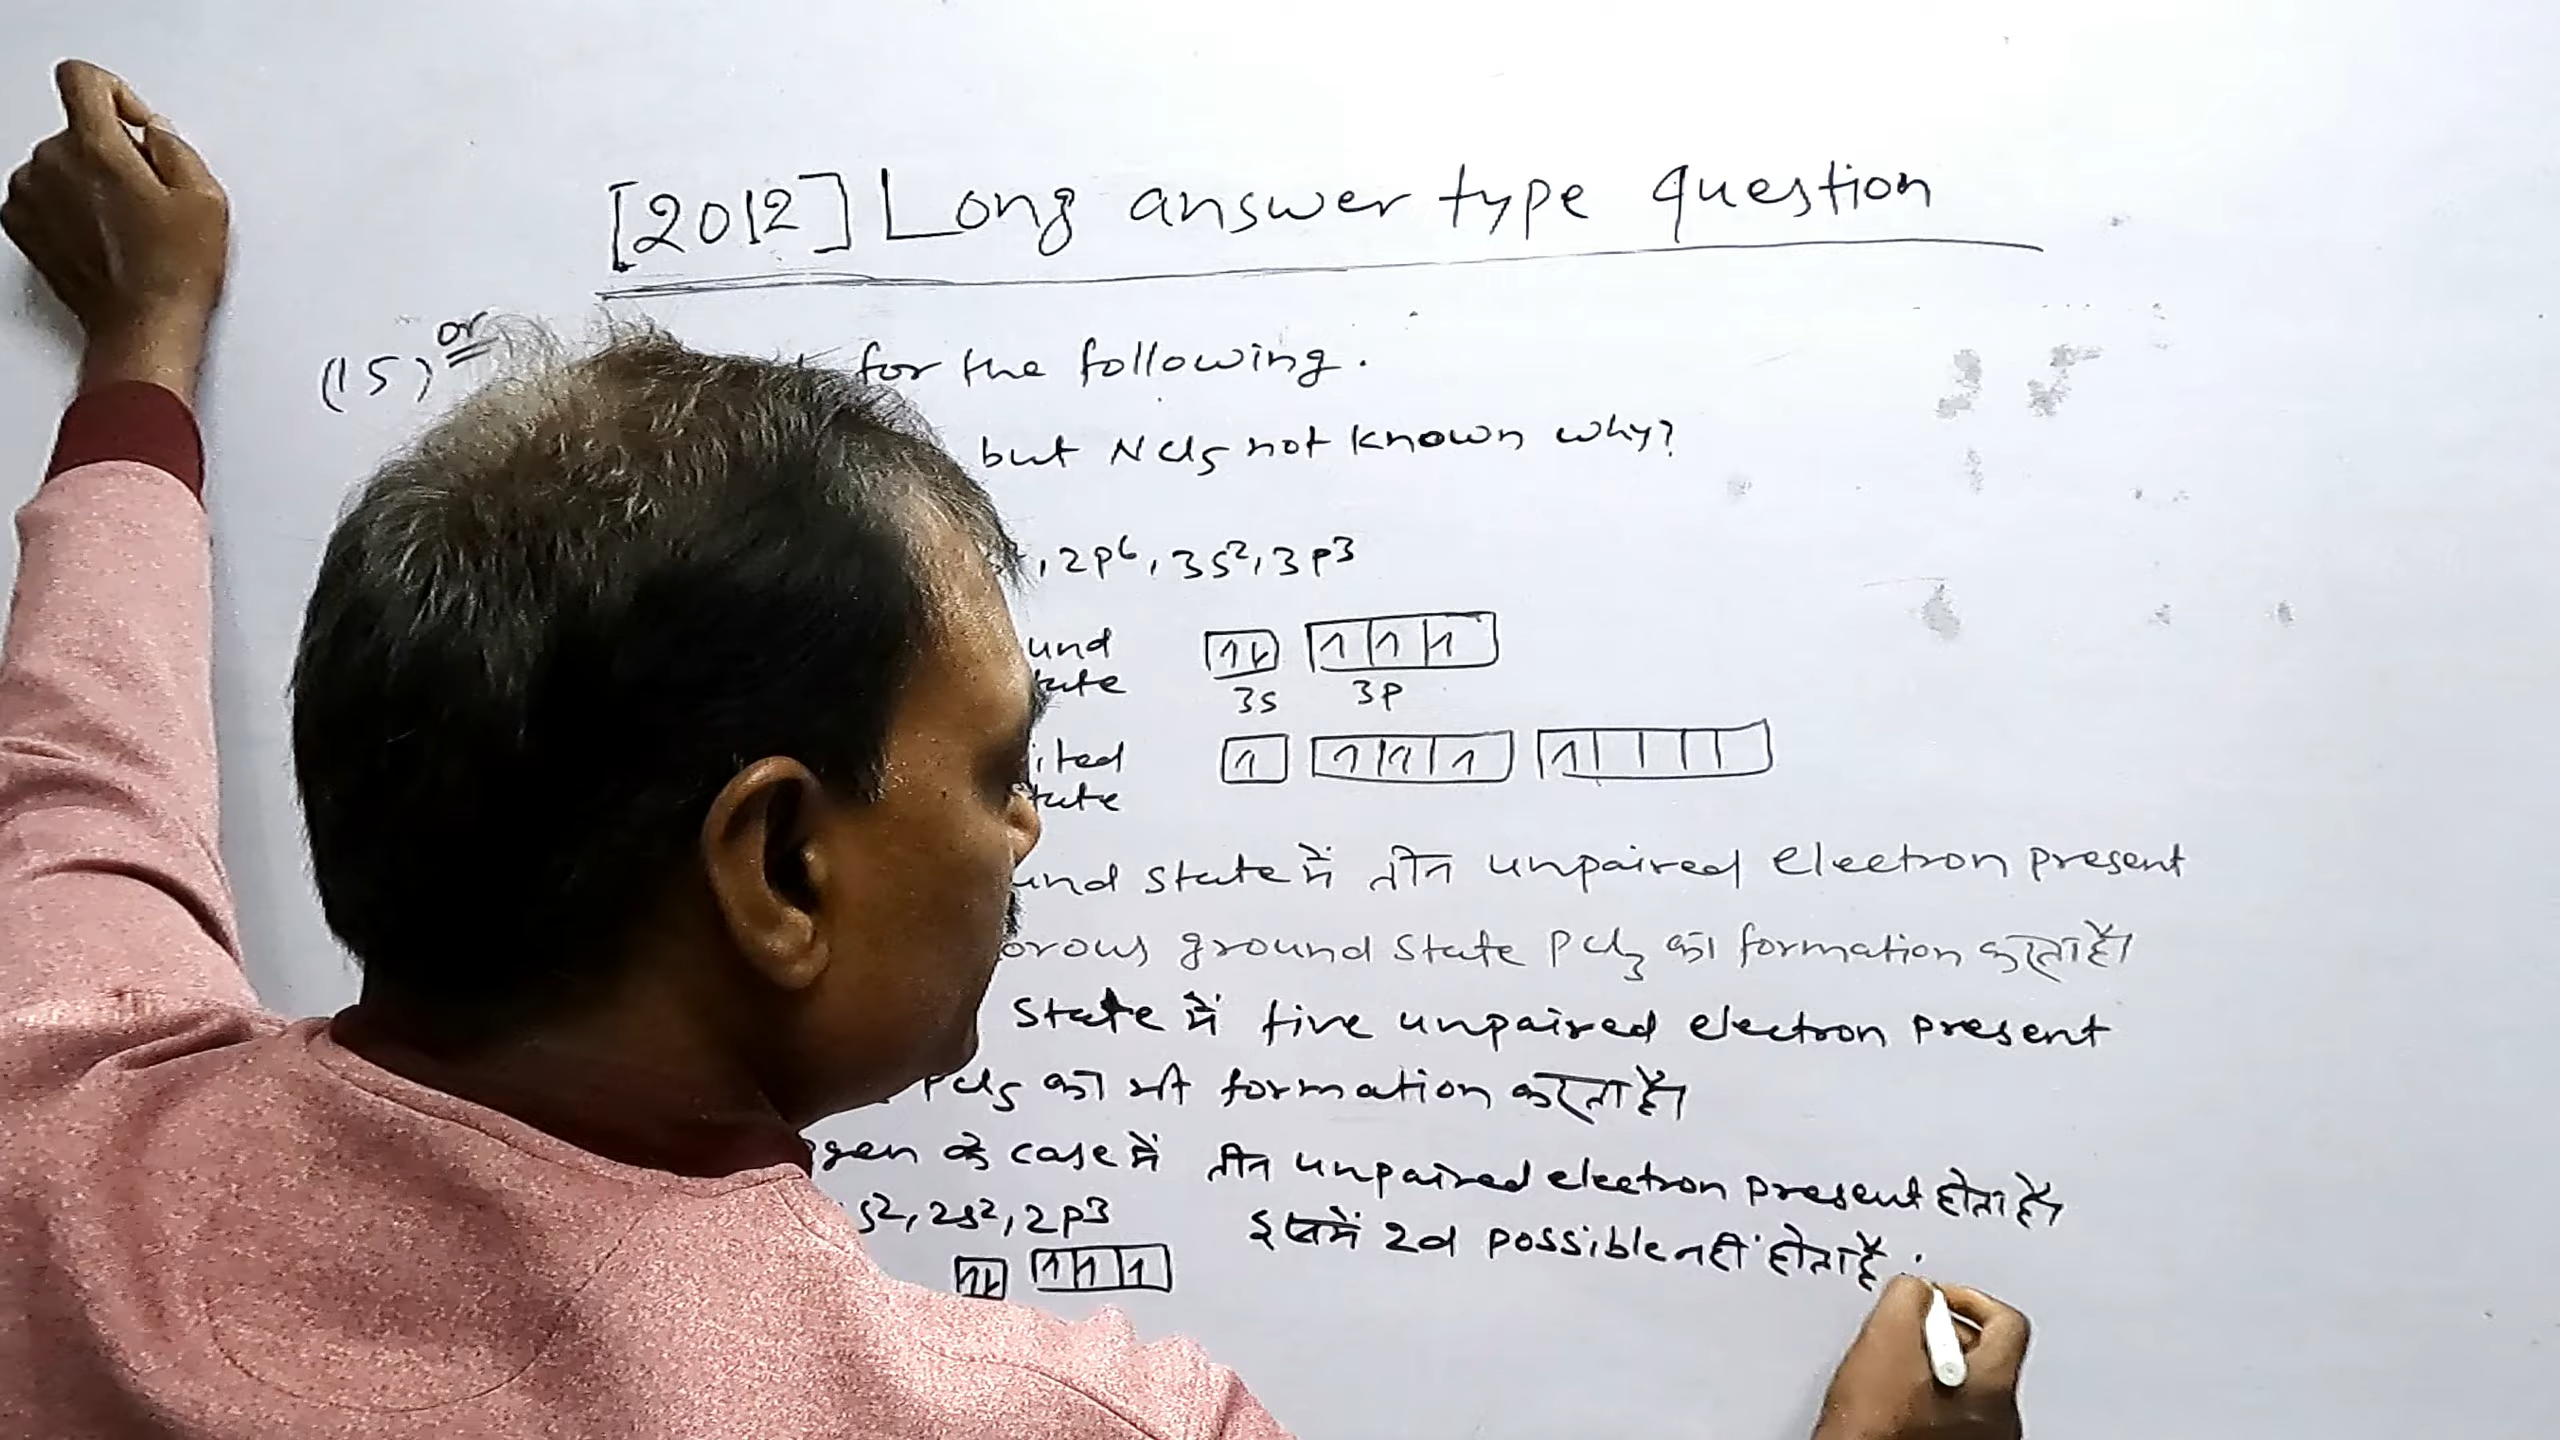 [2012] Long answer type question
(15) or for the following.
but NCl5 not known why?
, 2p6, 3s2, 3p3
und
tate
3s 3p
ited
tate
und state में तीन unpaired electron present
orous ground state PCl3 का formation करता है।
State में five unpaired electron present
PCl5 का भी formation करता है।
gen के case में तीन unpaired electron present होता है।
s2, 2s2, 2p3 इसमें 2d possible नहीं होता है